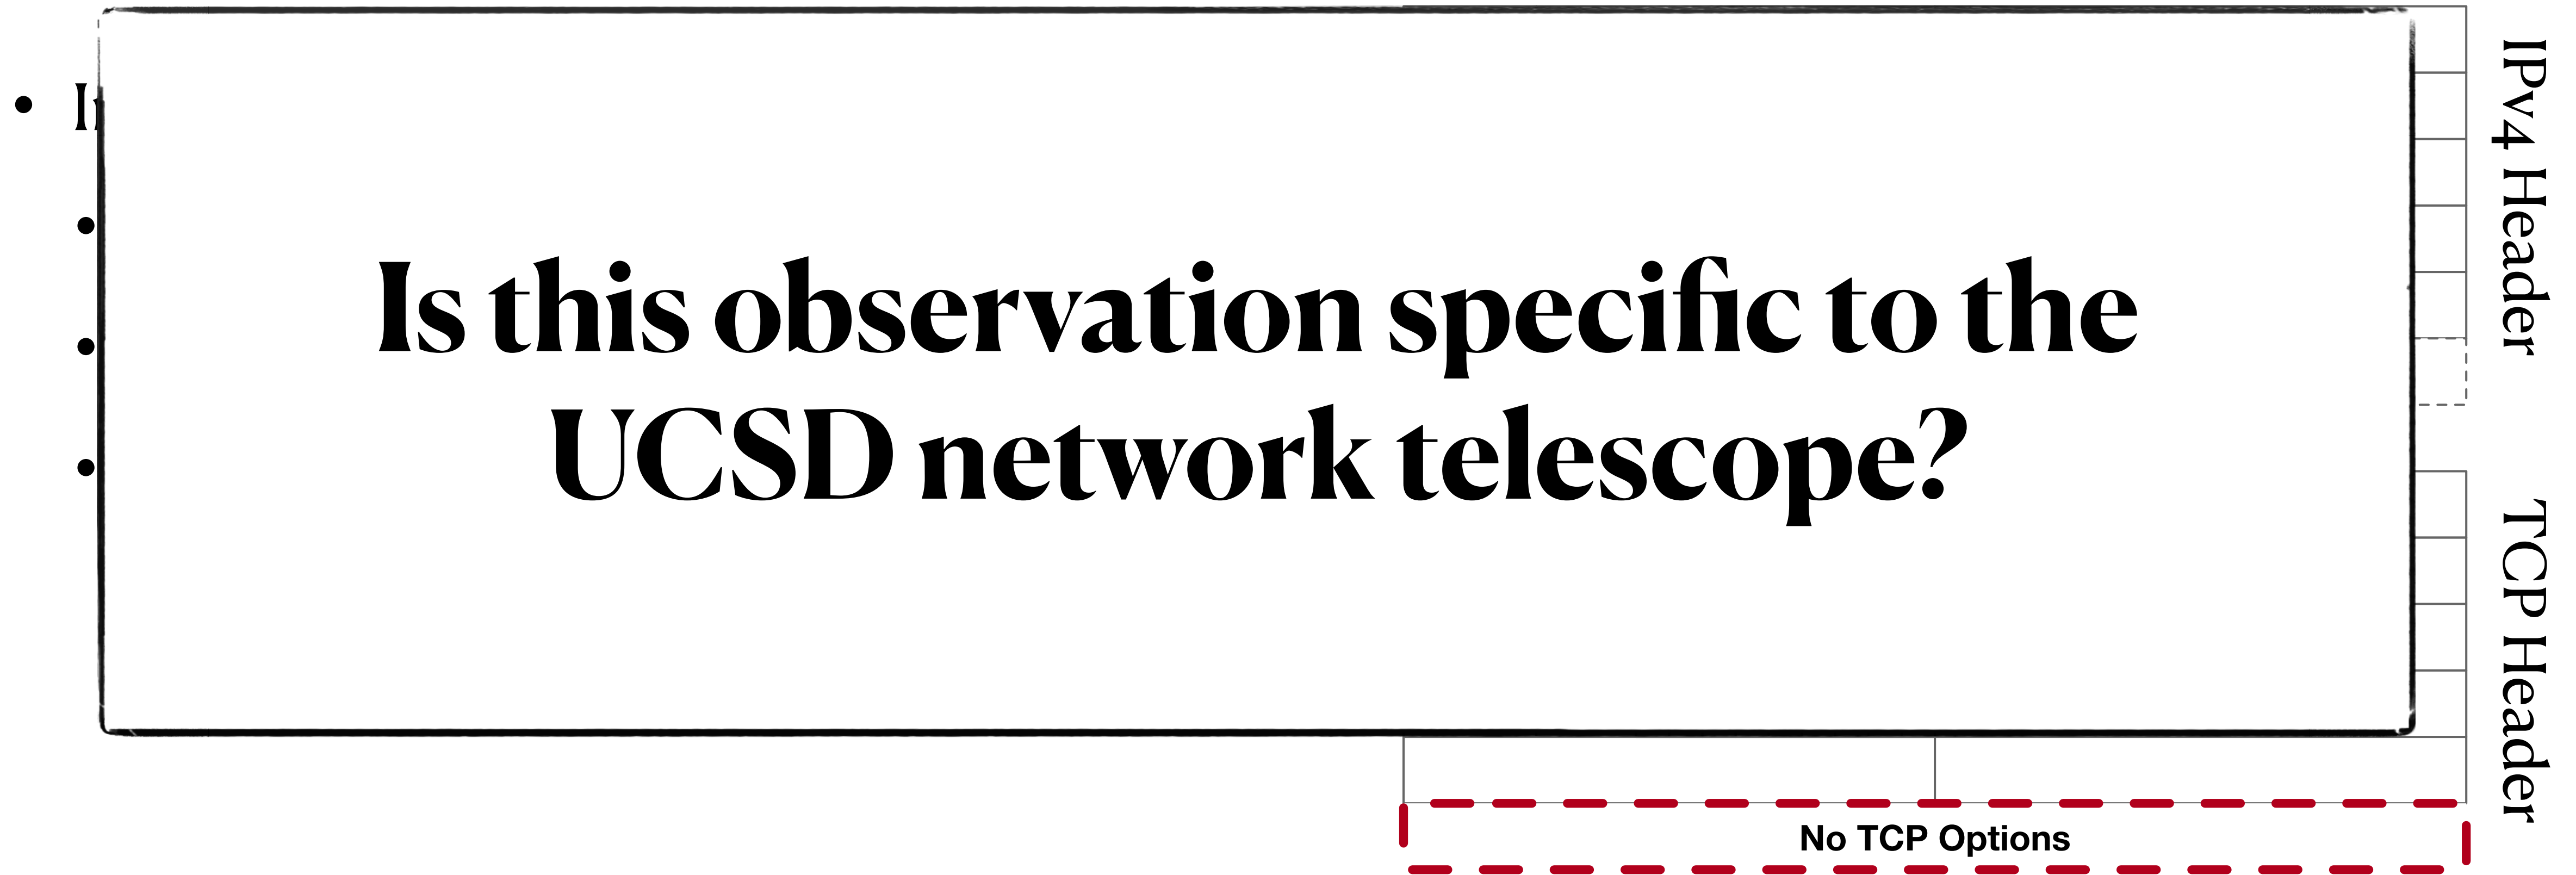 Is this observation specific to the
UCSD network telescope?
IPv4 Header
TCP Header
No TCP Options